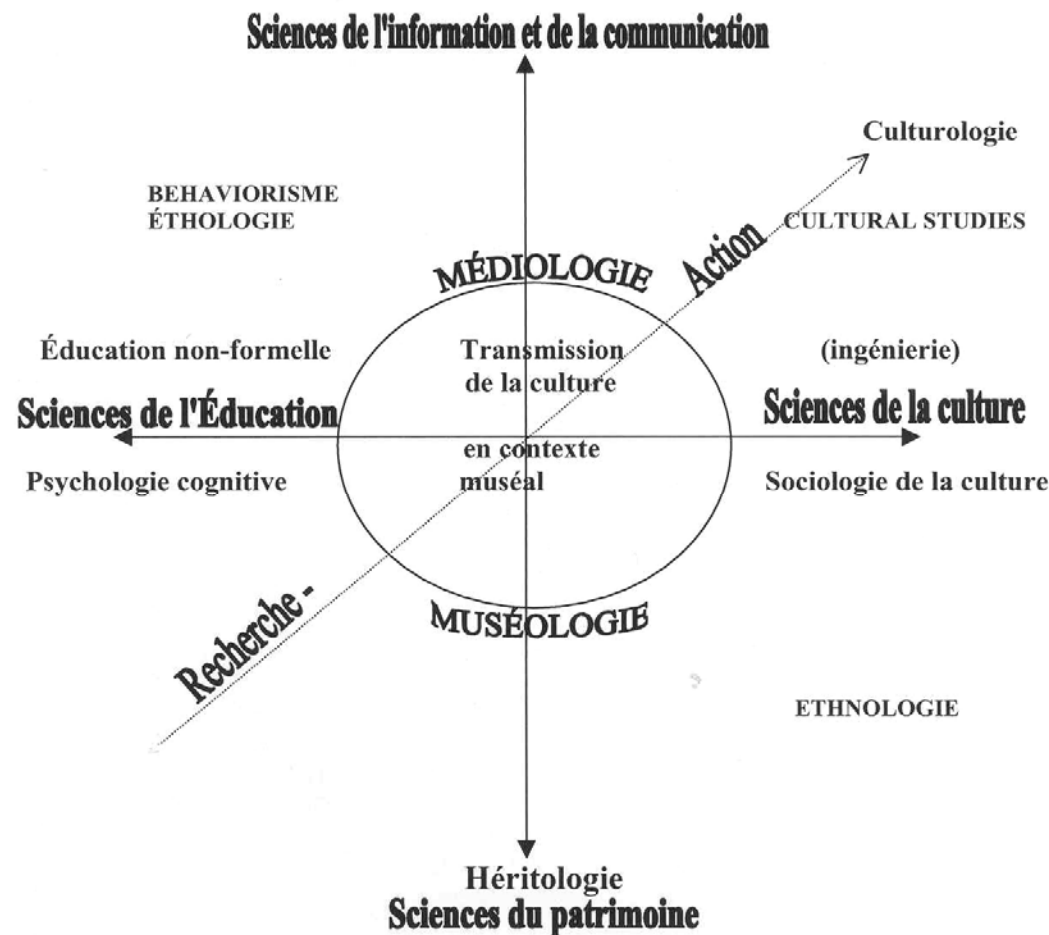 Sciences de l'information et de la communication
Culturologie
BEHAVIORISME
ÉTHOLOGIE
CULTURAL STUDIES
Action
MÉDIOLOGIE
Éducation non-formelle
Transmission
de la culture
(ingénierie)
Sciences de l'Éducation
Sciences de la culture
en contexte
muséal
Psychologie cognitive
Sociologie de la culture
Recherche -
MUSÉOLOGIE
ETHNOLOGIE
Héritologie
Sciences du patrimoine